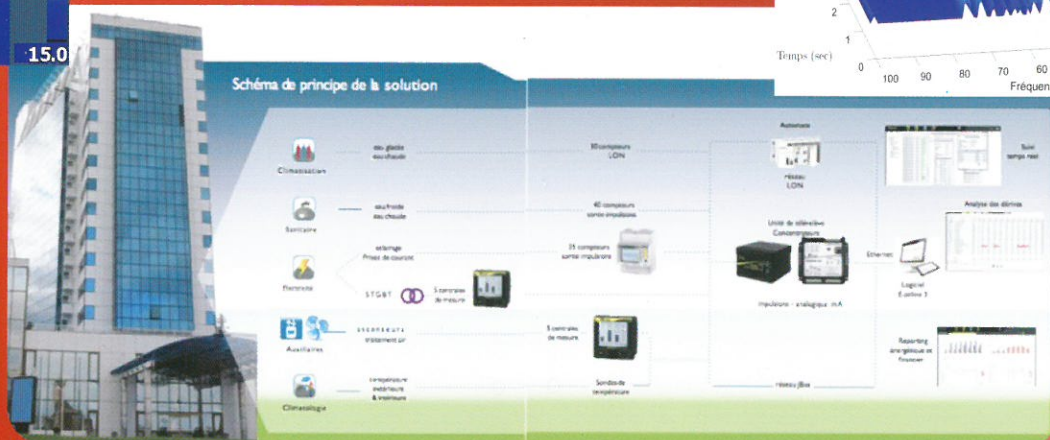 2
1
Temps (sec)
0
100 90 80 70 60
Fréquen
15.0
Schéma de principe de la solution
Climatisation
eau glacée
eau chaude
80 compteurs
LON
Automate
réseau
LON
Suivi
temps réel
Sanitaire
eau froide
eau chaude
40 compteurs
sortie impulsions
Analyse des dérives
Electricité
eclairage
Prises de courant
35 compteurs
sortie impulsions
Unité de télérelève
Concentrateurs
Ethernet
Logiciel
impulsions - analogique mA
5 TGBT
5 centrales
de mesure
Auxiliaires
traitement air
5 centrales
de mesure
Reporting
énergétique et
financier
Climatologie
température
extérieure
& intérieure
Sondes de
température
réseau JBus